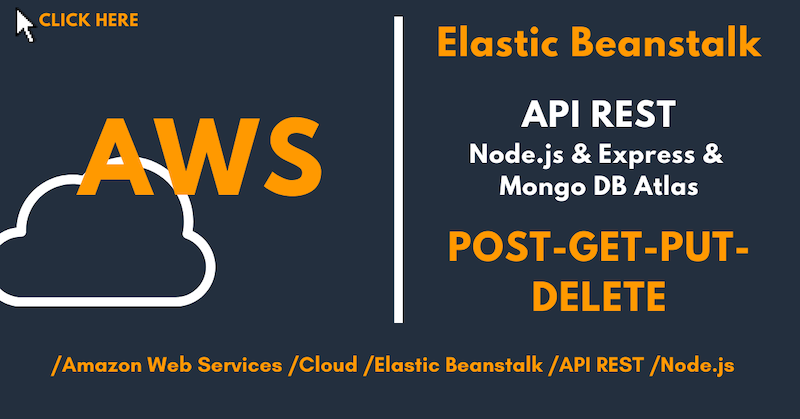 CLICK HERE
AWS
Elastic Beanstalk
API REST
Node.js & Express &
Mongo DB Atlas
POST-GET-PUT-
DELETE
/Amazon Web Services /Cloud /Elastic Beanstalk /API REST /Node.js